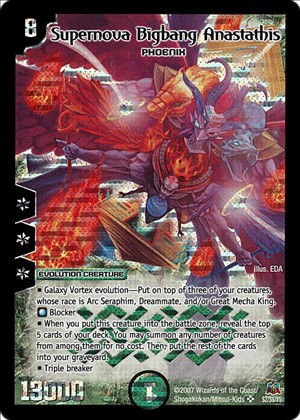 8
Supernova Bigbang Anastathis
PHOENIX
illus. EDA
EVOLUTION CREATURE
■ Galaxy Vortex evolution—Put on top of three of your creatures,
whose race is Arc Seraphim, Dreammate, and/or Great Mecha King.
Blocker
■ When you put this creature into the battle zone, reveal the top
5 cards of your deck. You may summon any number of creatures
from among them for no cost. Then, put the rest of the cards
into your graveyard.
■ Triple breaker
13000
©2007 Wizards of the Coast/
Shogakukan/Mitsui-Kids